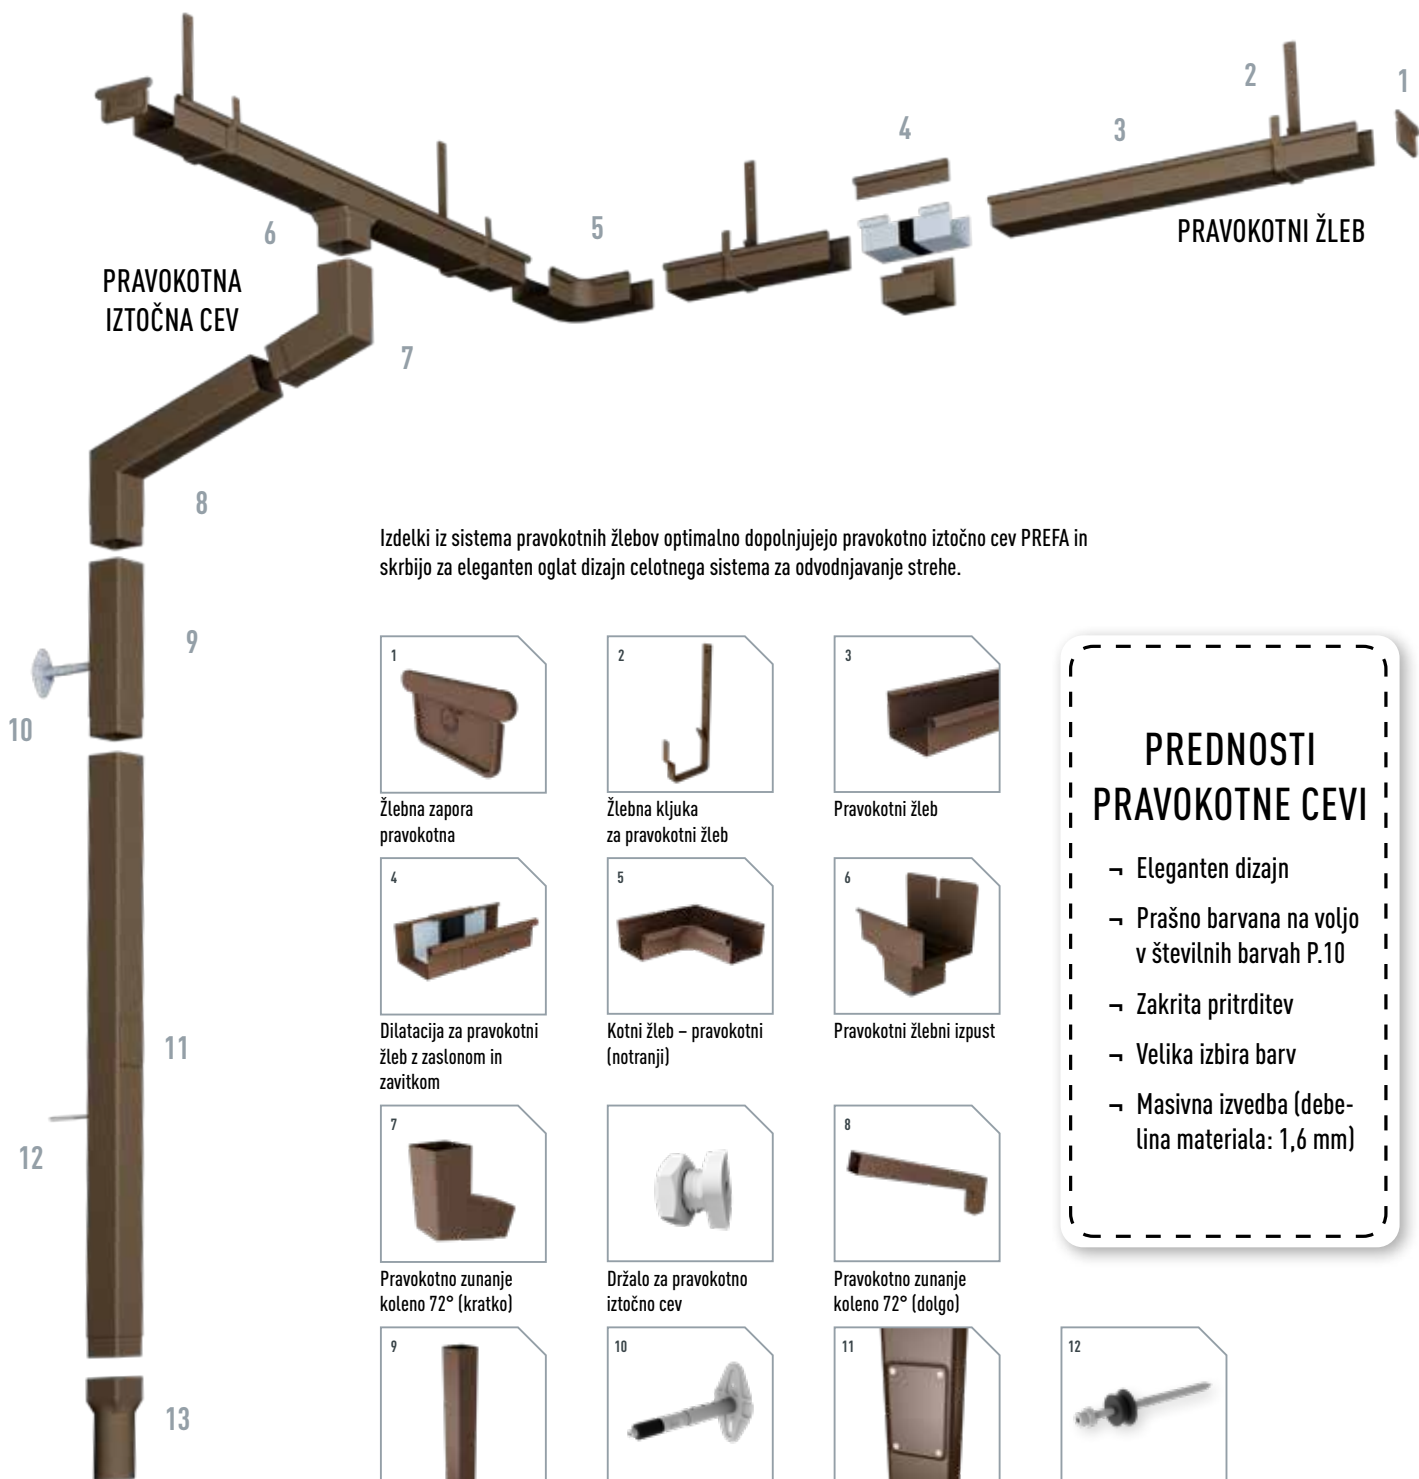 2
1
4
3
5
6
PRAVOKOTNI ŽLEB
PRAVOKOTNA
IZTOČNA CEV
7
8
9
10
11
12
13
Izdelki iz sistema pravokotnih žlebov optimalno dopolnjujejo pravokotno iztočno cev PREFA in
skrbijo za eleganten oglat dizajn celotnega sistema za odvodnjavanje strehe.
1
Žlebna zapora
pravokotna
2
Žlebna kljuka
za pravokotni žleb
3
Pravokotni žleb
4
Dilatacija za pravokotni
žleb z zaslonom in
zavitkom
5
Kotni žleb – pravokotni
(notranji)
6
Pravokotni žlebni izpust
7
Pravokotno zunanje
koleno 72° (kratko)
Držalo za pravokotno
iztočno cev
8
Pravokotno zunanje
koleno 72° (dolgo)
9
10
11
12
PREDNOSTI
PRAVOKOTNE CEVI
¬ Eleganten dizajn
¬ Prašno barvana na voljo
v številnih barvah P.10
¬ Zakrita pritrditev
¬ Velika izbira barv
¬ Masivna izvedba (debe-
lina materiala: 1,6 mm)